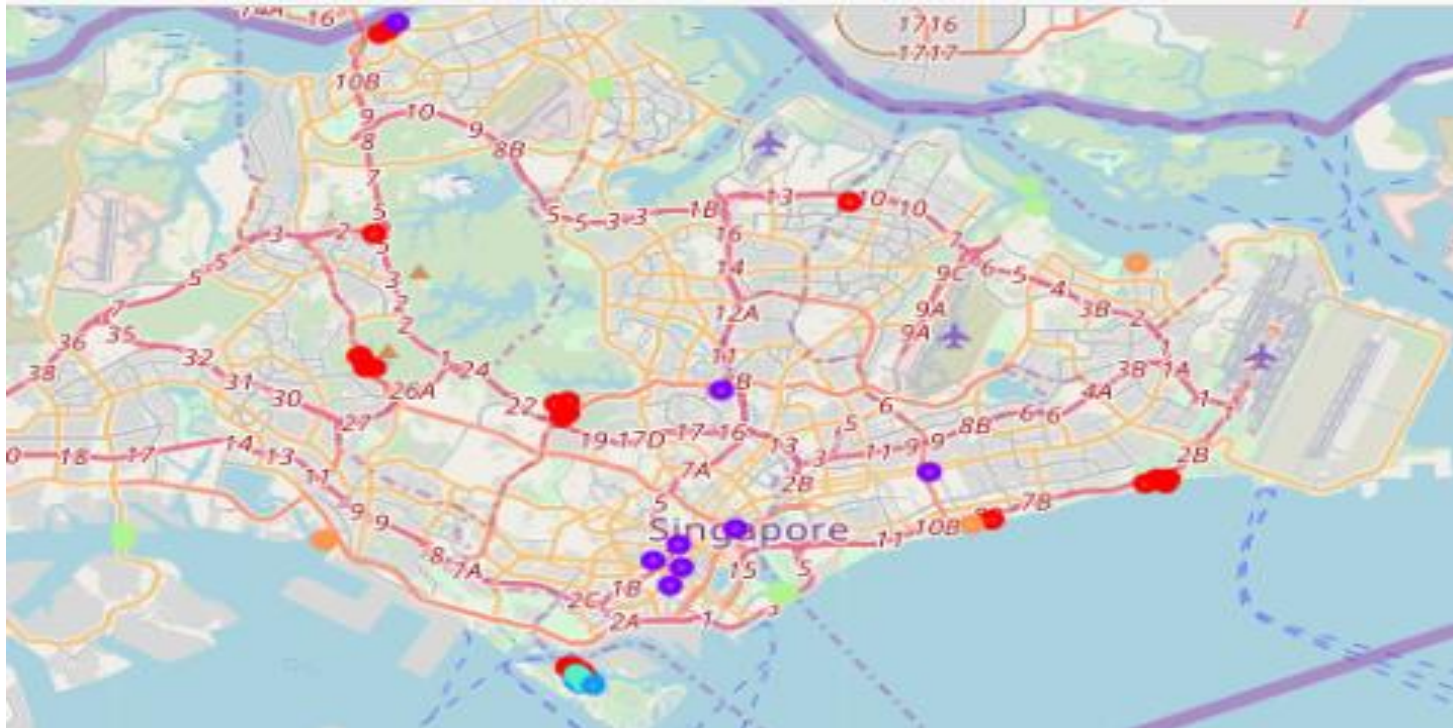 74A 16
1716
1717
10B
9 10 9
8 8B
7
5 13 10 10
5 5 3 3 1B
3 2 16 1
5 5 3 14 9C 6 5 4 3B 2
7 3 2 12A 9A
36 35 2 9A 1
38 32 1 24 11 3B 1A
31 30 26A 22 4A 1 1
27 6 6 6
14 19 17D 17 16 5 8B
18 17 13 13 3 11 9 9 2B
11 7A 2B
9 9 5 7B
Singapore
10B
11
8 7A 15 5
1B
2C
2A 1